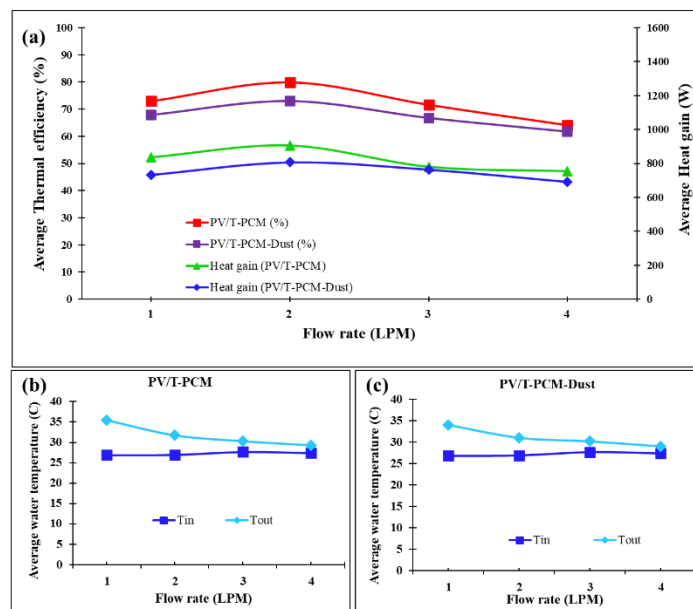 (a)
Average Thermal efficiency (%)
100
90
80
70
60
50
40
30
20
10
0
1600
1400
1200
1000
800
600
400
200
0
Average Heat gain (W)
PV/T-PCM (%)
PV/T-PCM-Dust (%)
Heat gain (PV/T-PCM)
Heat gain (PV/T-PCM-Dust)
1 2 3 4
Flow rate (LPM)
(b)
PV/T-PCM
Average water temperature (C)
40
35
30
25
20
15
10
5
0
Tin Tout
1 2 3 4
Flow rate (LPM)
(c)
PV/T-PCM-Dust
Average water temperature (C)
40
35
30
25
20
15
10
5
0
Tin Tout
1 2 3 4
Flow rate (LPM)